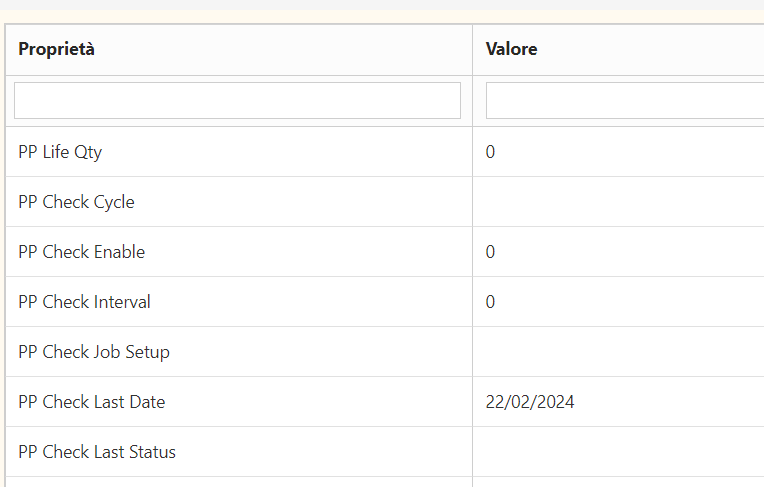 Proprietà Valore
PP Life Qty 0
PP Check Cycle
PP Check Enable 0
PP Check Interval 0
PP Check Job Setup
PP Check Last Date 22/02/2024
PP Check Last Status